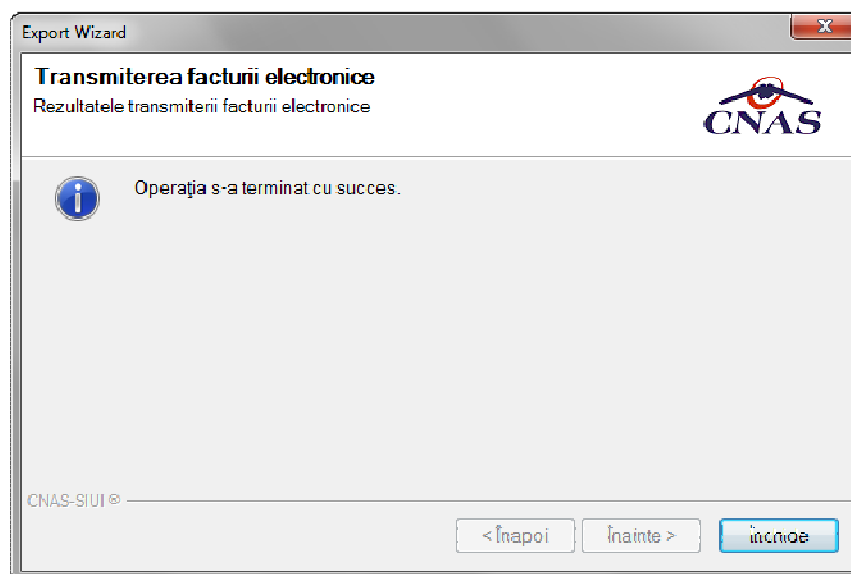 Export Wizard
Transmiterea facturii electronice
Rezultatele transmiterii facturii electronice
CNAS
Operaţia s-a terminat cu succes.
CNAS-SIUI ®
< Înapoi
Înainte >
Închide